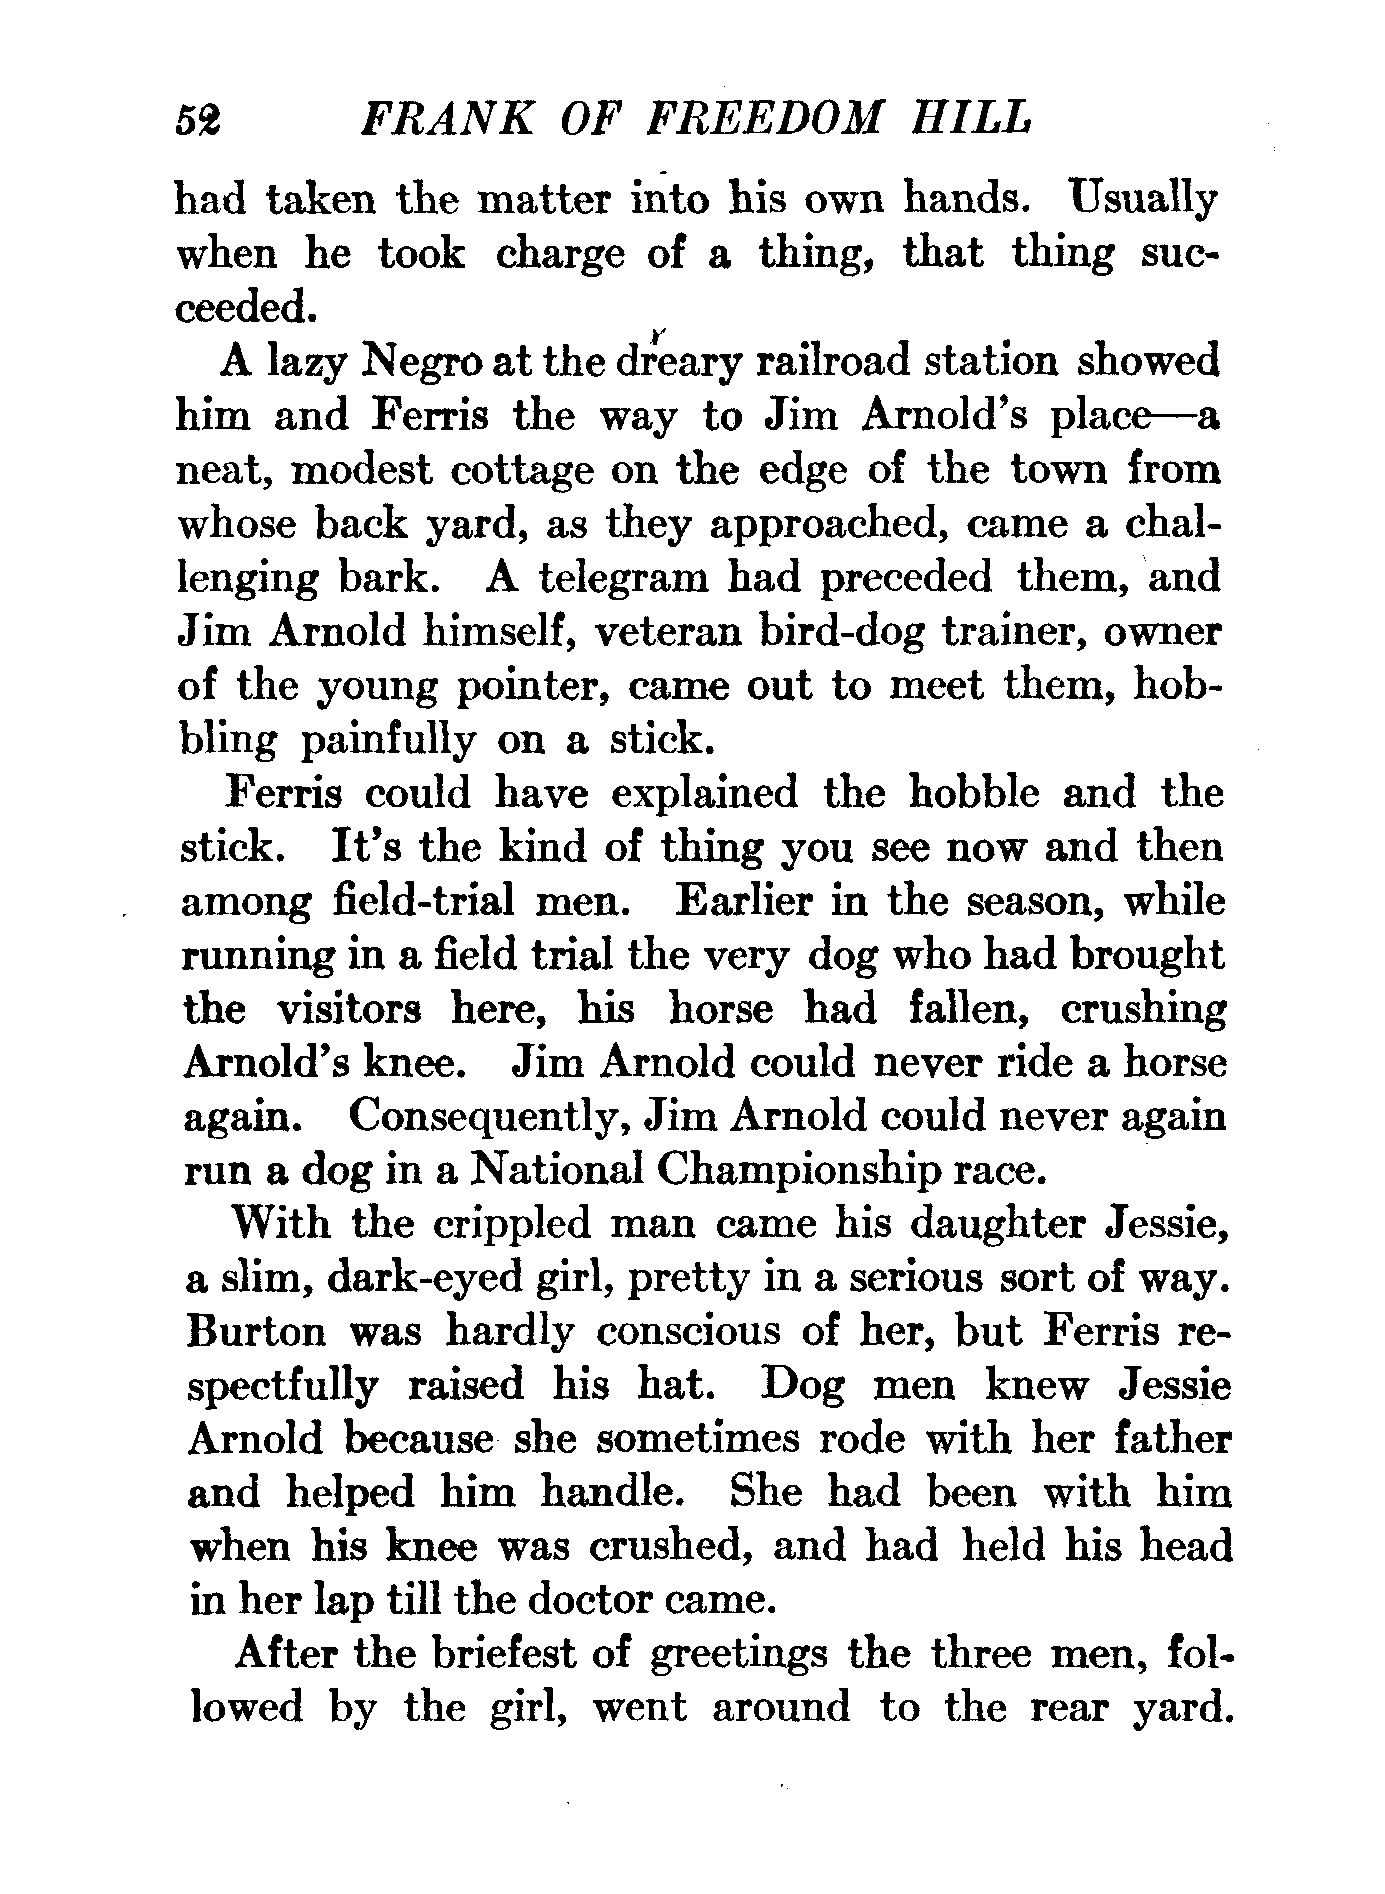 52 FRANK OF FREEDOM HILL
had taken the matter into his own hands. Usually
when he took charge of a thing, that thing suc-
ceeded.
A lazy Negro at the dreary railroad station showed
him and Ferris the way to Jim Arnold's place—a
neat, modest cottage on the edge of the town from
whose back yard, as they approached, came a chal-
lenging bark. A telegram had preceded them, and
Jim Arnold himself, veteran bird-dog trainer, owner
of the young pointer, came out to meet them, hob-
bling painfully on a stick.
Ferris could have explained the hobble and the
stick. It's the kind of thing you see now and then
among field-trial men. Earlier in the season, while
running in a field trial the very dog who had brought
the visitors here, his horse had fallen, crushing
Arnold's knee. Jim Arnold could never ride a horse
again. Consequently, Jim Arnold could never again
run a dog in a National Championship race.
With the crippled man came his daughter Jessie,
a slim, dark-eyed girl, pretty in a serious sort of way.
Burton was hardly conscious of her, but Ferris re-
spectfully raised his hat. Dog men knew Jessie
Arnold because she sometimes rode with her father
and helped him handle. She had been with him
when his knee was crushed, and had held his head
in her lap till the doctor came.
After the briefest of greetings the three men, fol-
lowed by the girl, went around to the rear yard.